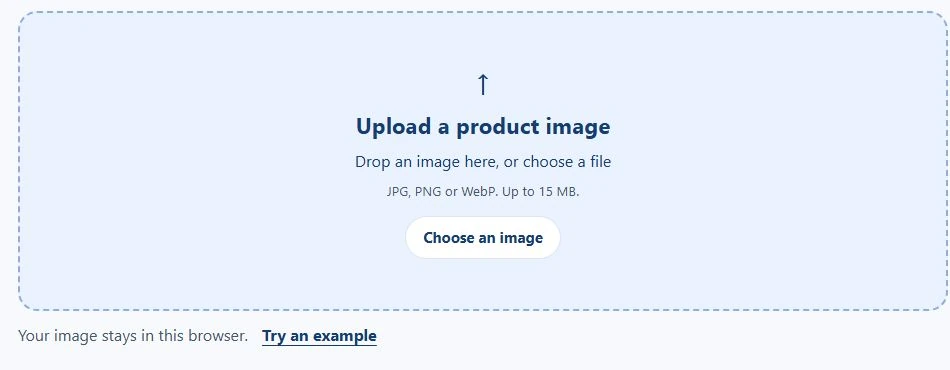 Upload a product image
Drop an image here, or choose a file
JPG, PNG or WebP. Up to 15 MB.
Choose an image
Your image stays in this browser. Try an example